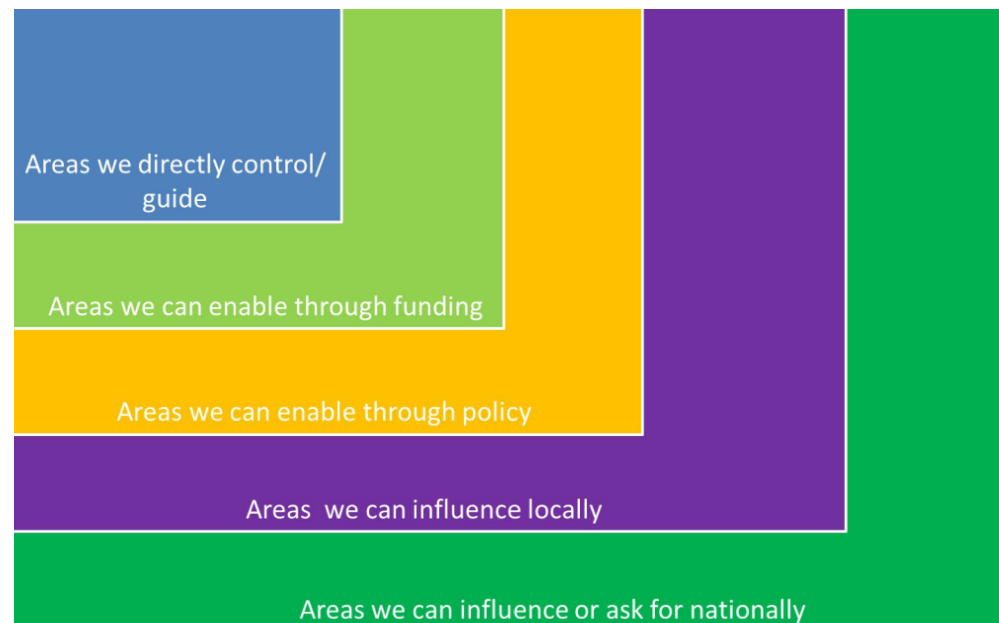 Areas we directly control/
guide
Areas we can enable through funding
Areas we can enable through policy
Areas  we can influence locally
Areas we can influence or ask for nationally